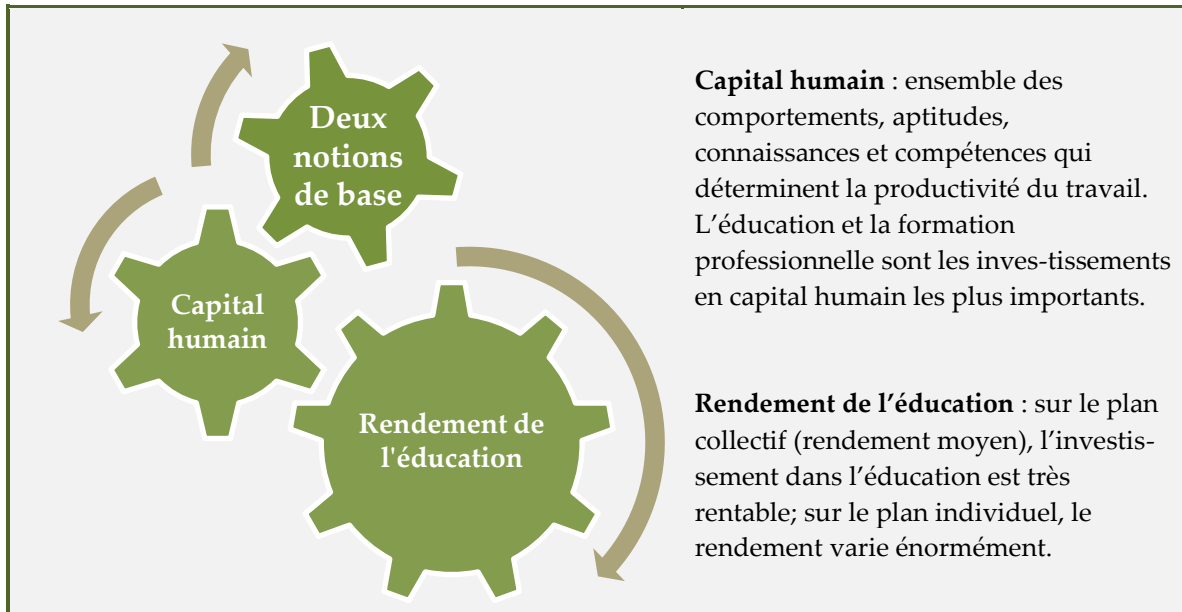 Deux
notions
de base
Capital
humain
Rendement de
l'éducation
Capital humain : ensemble des
comportements, aptitudes,
connaissances et compétences qui
déterminent la productivité du travail.
L’éducation et la formation
professionnelle sont les inves-tissements
en capital humain les plus importants.
Rendement de l’éducation : sur le plan
collectif (rendement moyen), l’investis-
sement dans l’éducation est très
rentable; sur le plan individuel, le
rendement varie énormément.